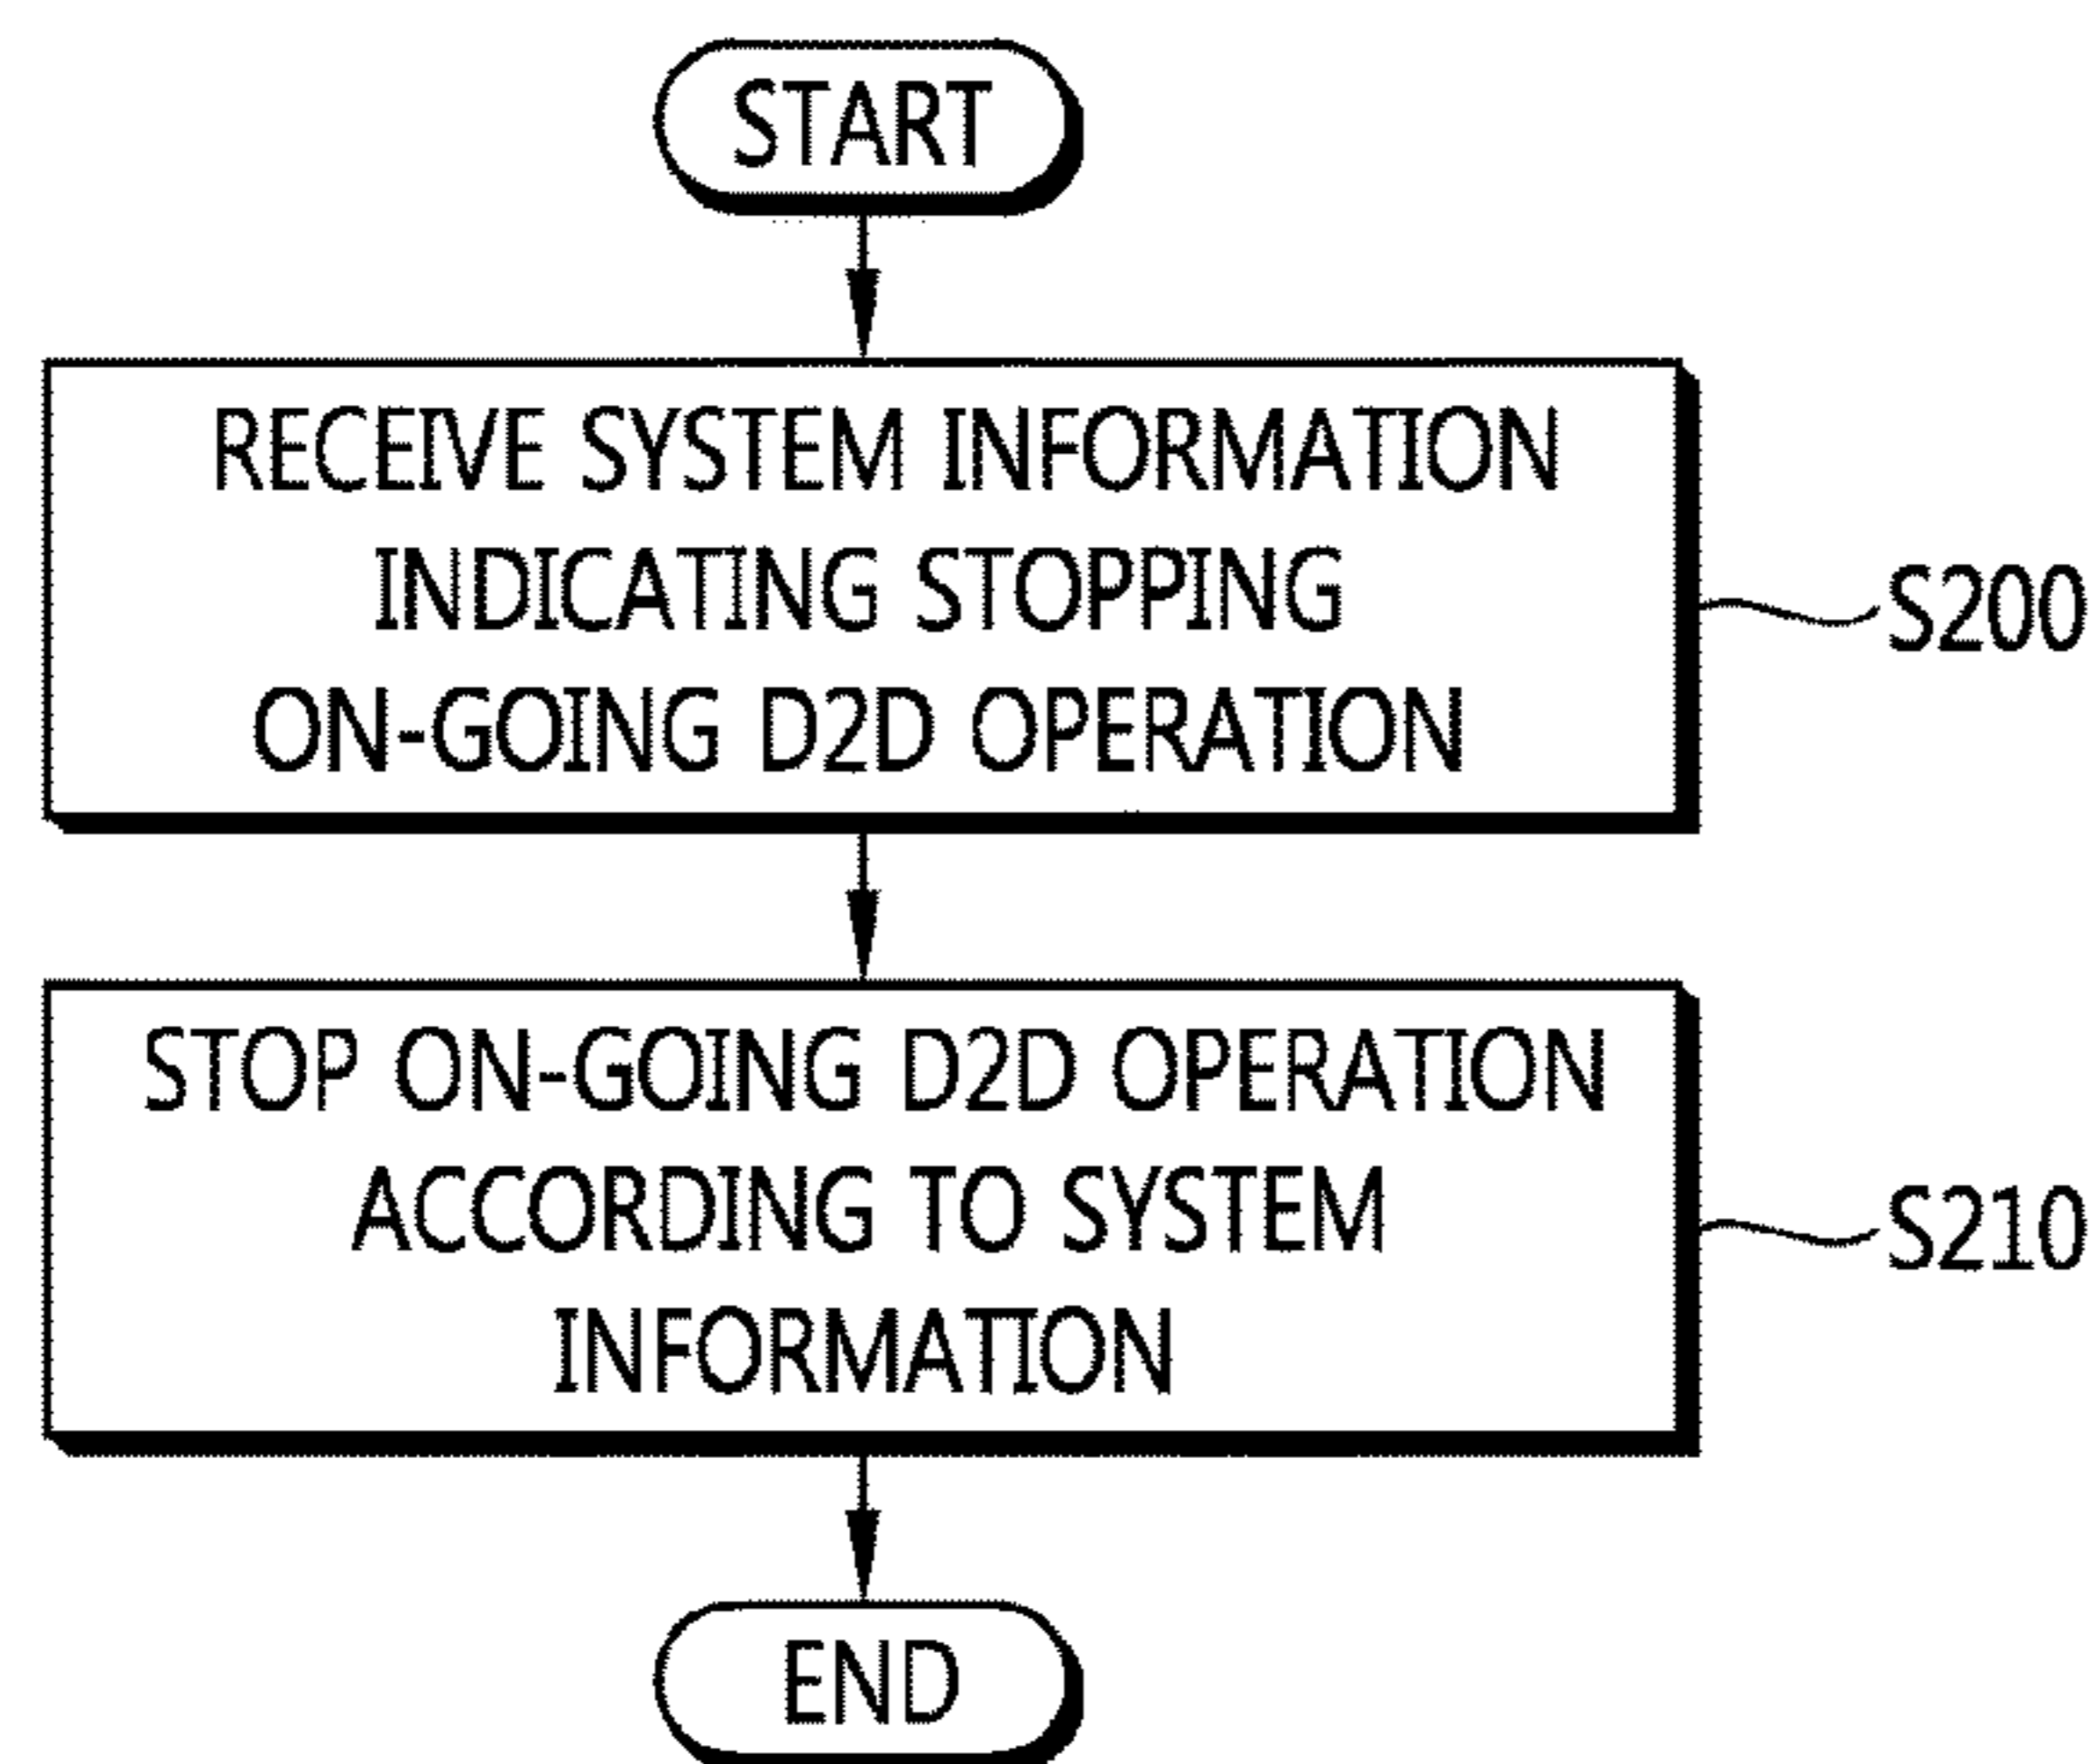 START
RECEIVE SYSTEM INFORMATION
INDICATING STOPPING
ON-GOING D2D OPERATION
S200
STOP ON-GOING D2D OPERATION
ACCORDING TO SYSTEM
INFORMATION
S210
END